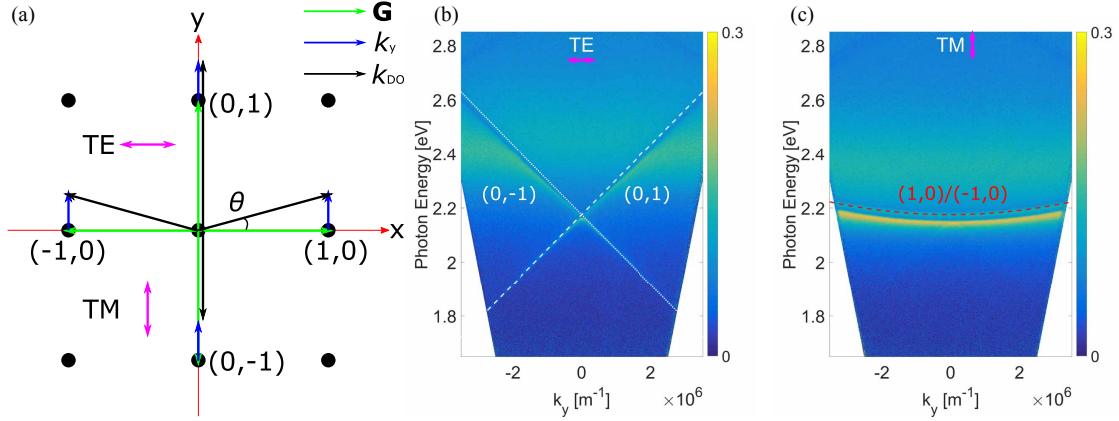 (a)
y
G
k_y
k_DO
(0,1)
TE
θ
x
(-1,0)
(1,0)
TM
(0,-1)
(b)
0.3
2.8
TE
2.6
2.4
(0,-1)
(0,1)
2.2
2
1.8
0
Photon Energy [eV]
-2
0
2
k_y [m^-1]
×10^6
(c)
0.3
2.8
TM
2.6
2.4
(1,0)/(-1,0)
2.2
2
1.8
0
Photon Energy [eV]
-2
0
2
k_y [m^-1]
×10^6